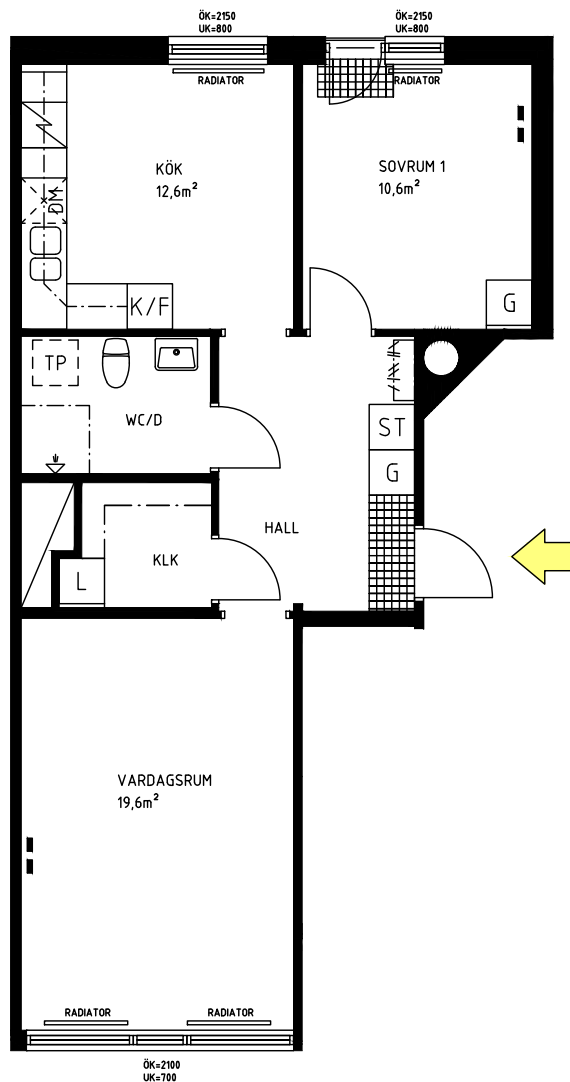 ÖK=2150
UK=800
ÖK=2150
UK=800
RADIATOR
RADIATOR
KÖK
12,6m²
SOVRUM 1
10,6m²
DM
K/F
G
TP
WC/D
ST
G
HALL
KLK
L
VARDAGSRUM
19,6m²
RADIATOR
RADIATOR
ÖK=2100
UK=700